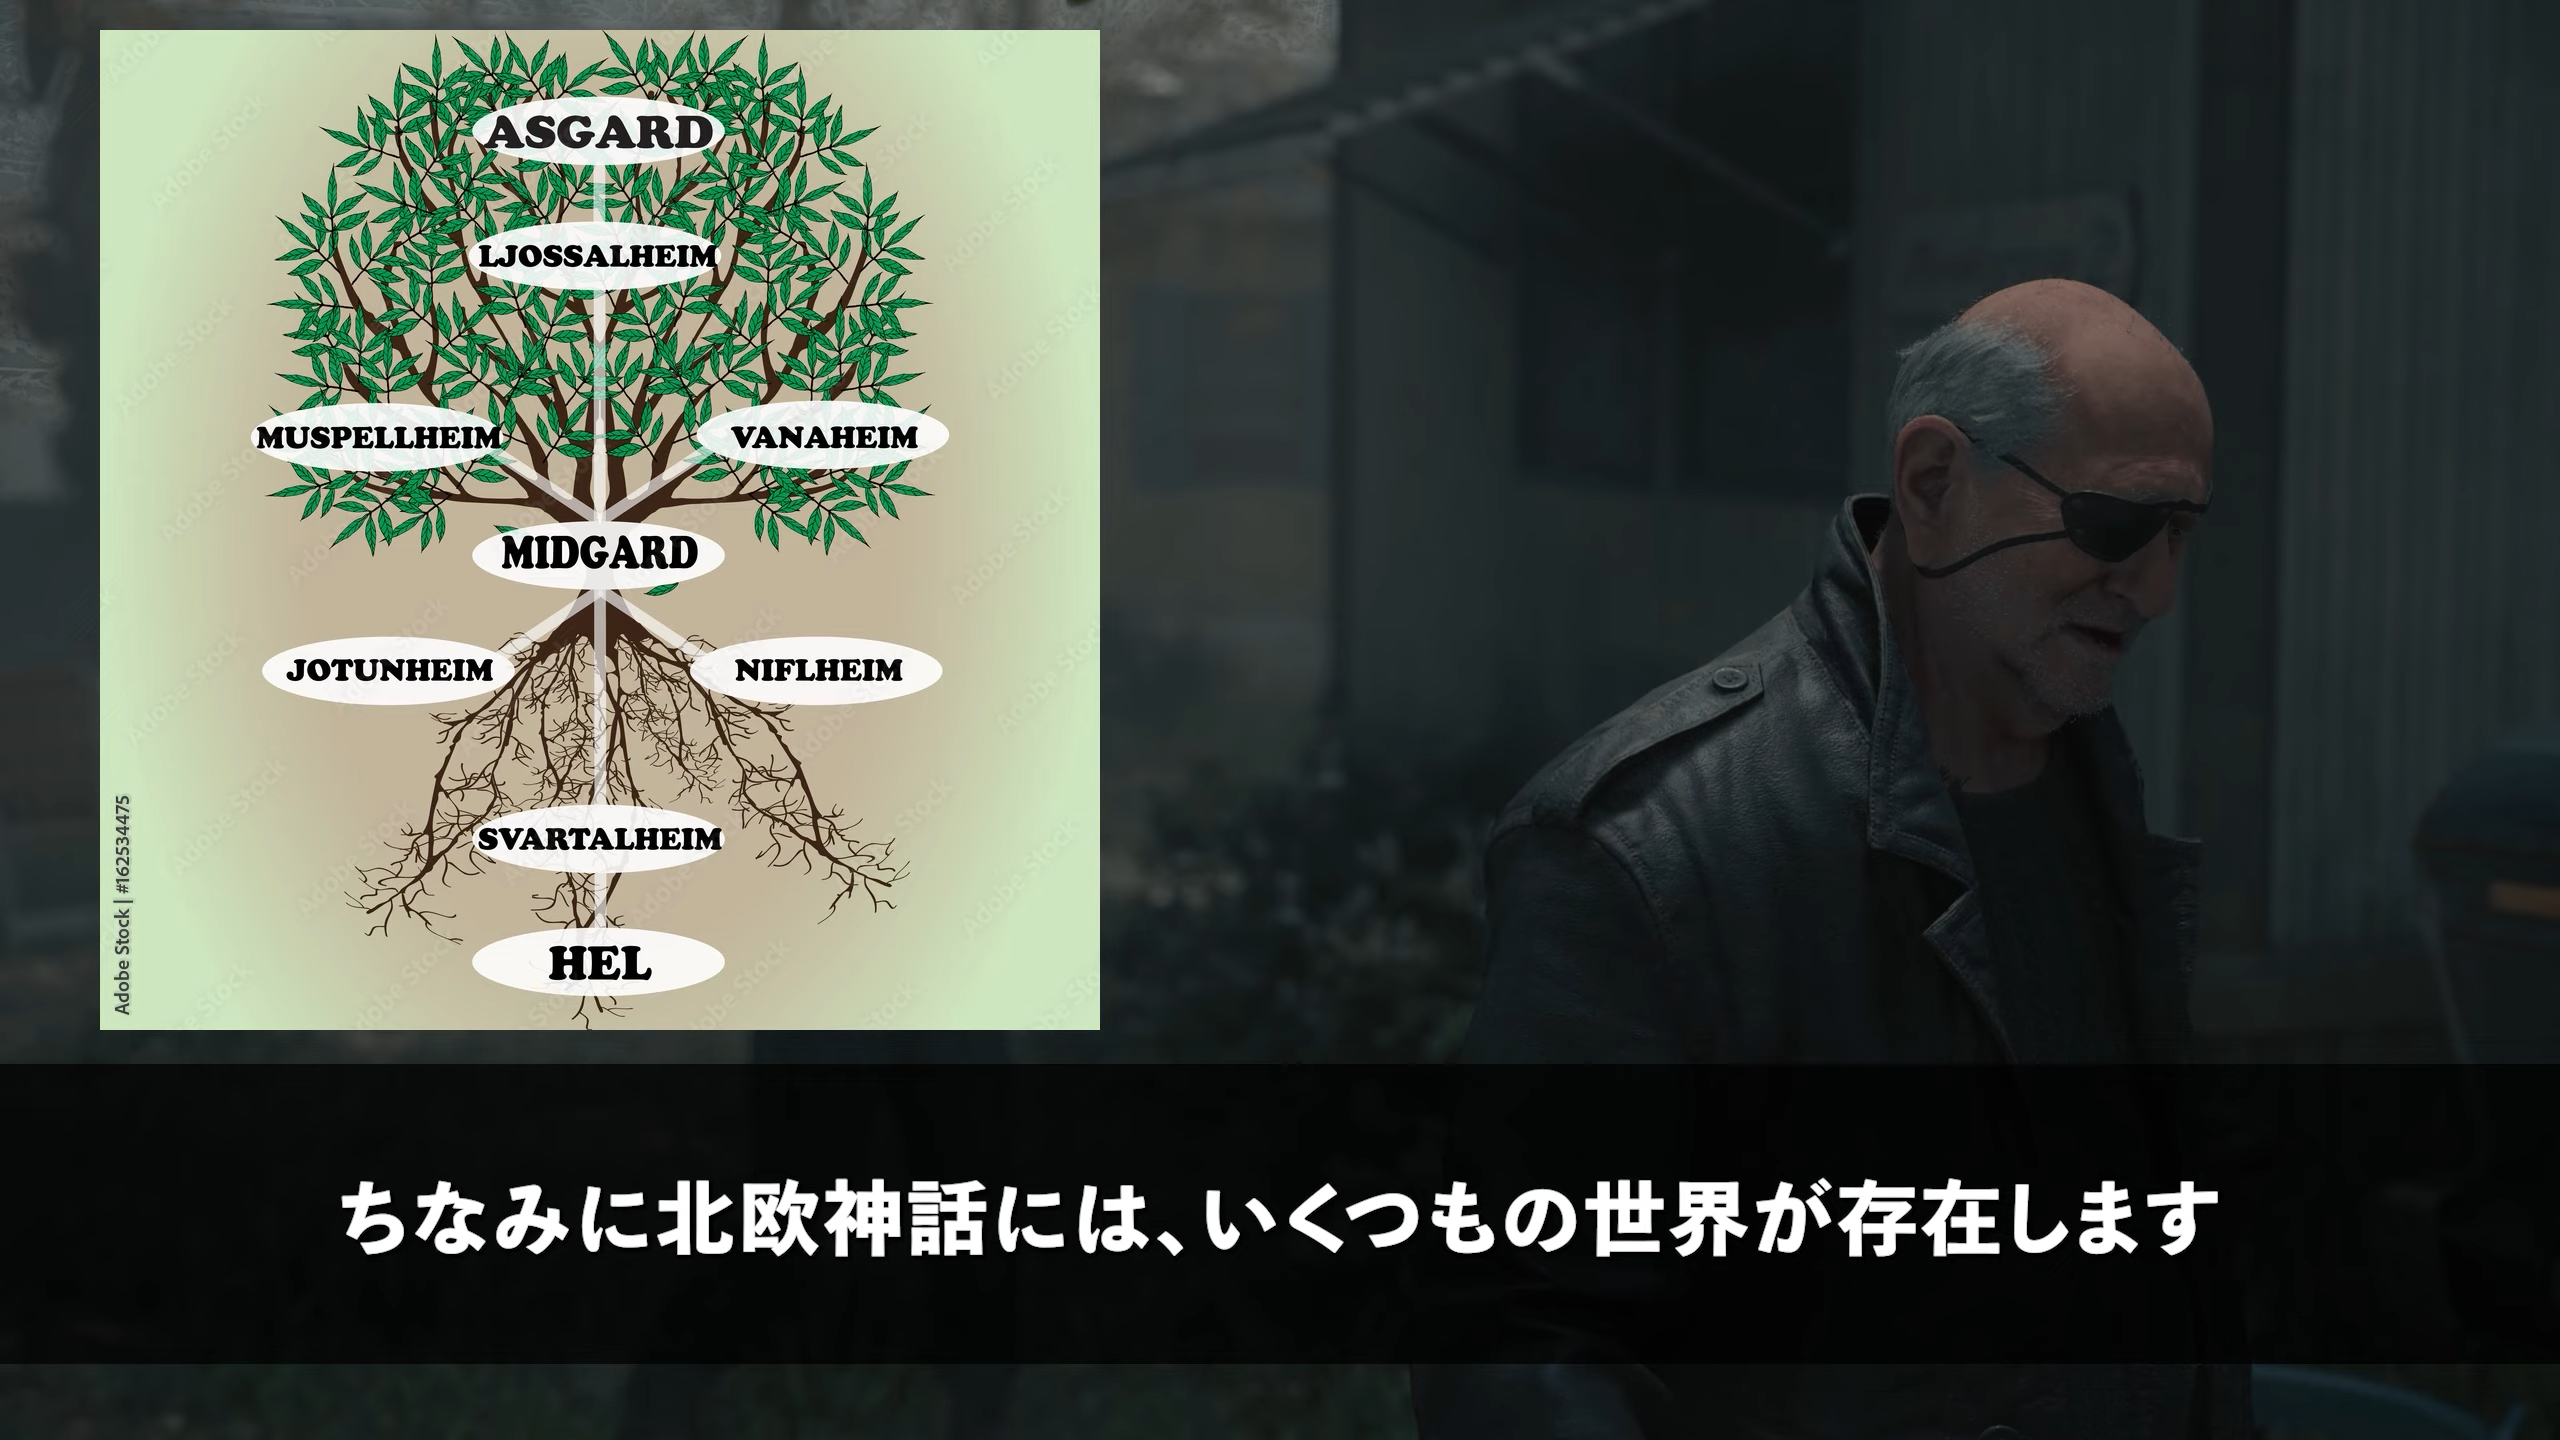 ASGARD
LJOSSALHEIM
MUSPELLHEIM
VANAHEIM
MIDGARD
JOTUNHEIM
NIFLHEIM
SVARTALHEIM
HEL
Adobe Stock | #162534475
ちなみに北欧神話には、いくつもの世界が存在します